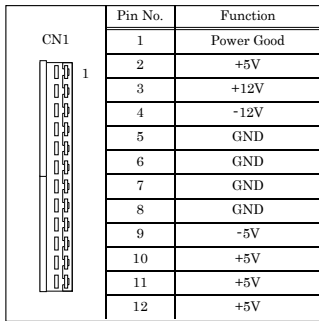 Pin No. Function
CN1
1
1 Power Good
2 +5V
3 +12V
4 -12V
5 GND
6 GND
7 GND
8 GND
9 -5V
10 +5V
11 +5V
12 +5V